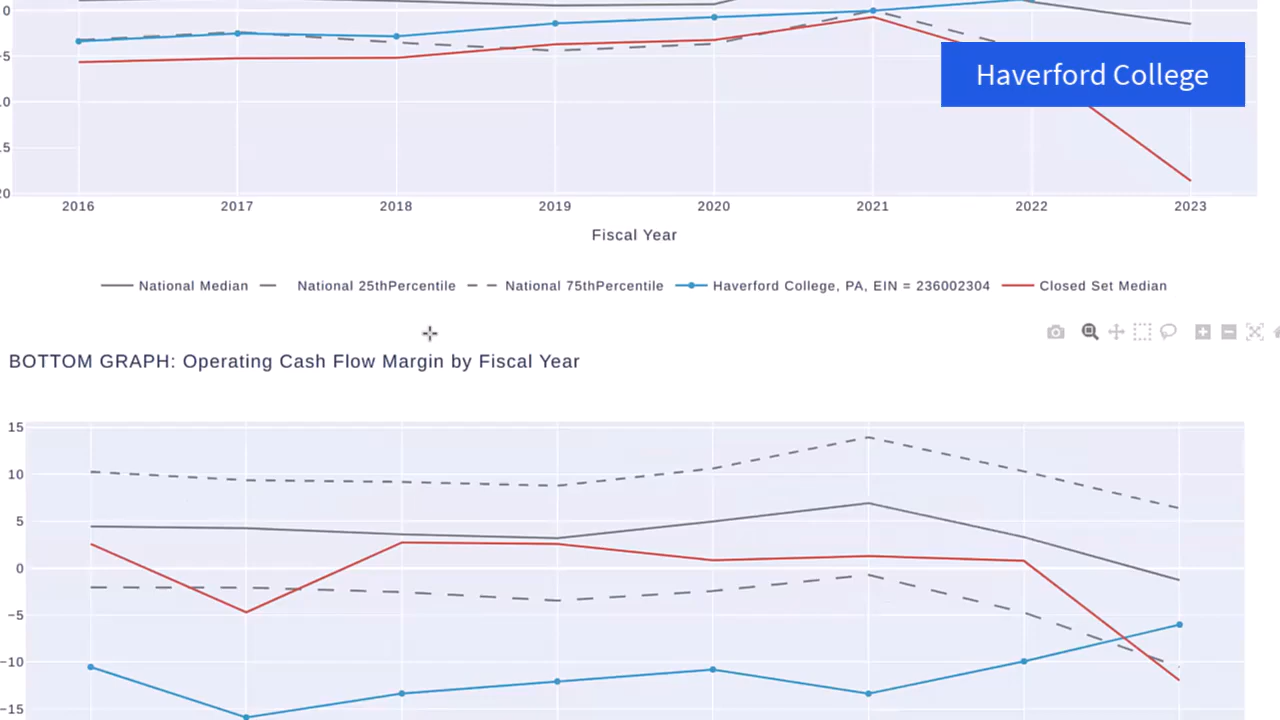 0
−5
Haverford College
2016 2017 2018 2019 2020 2021 2022 2023
Fiscal Year
National Median National 25thPercentile National 75thPercentile Haverford College, PA, EIN = 236002304 Closed Set Median
BOTTOM GRAPH: Operating Cash Flow Margin by Fiscal Year
15
10
5
0
−5
−10
−15